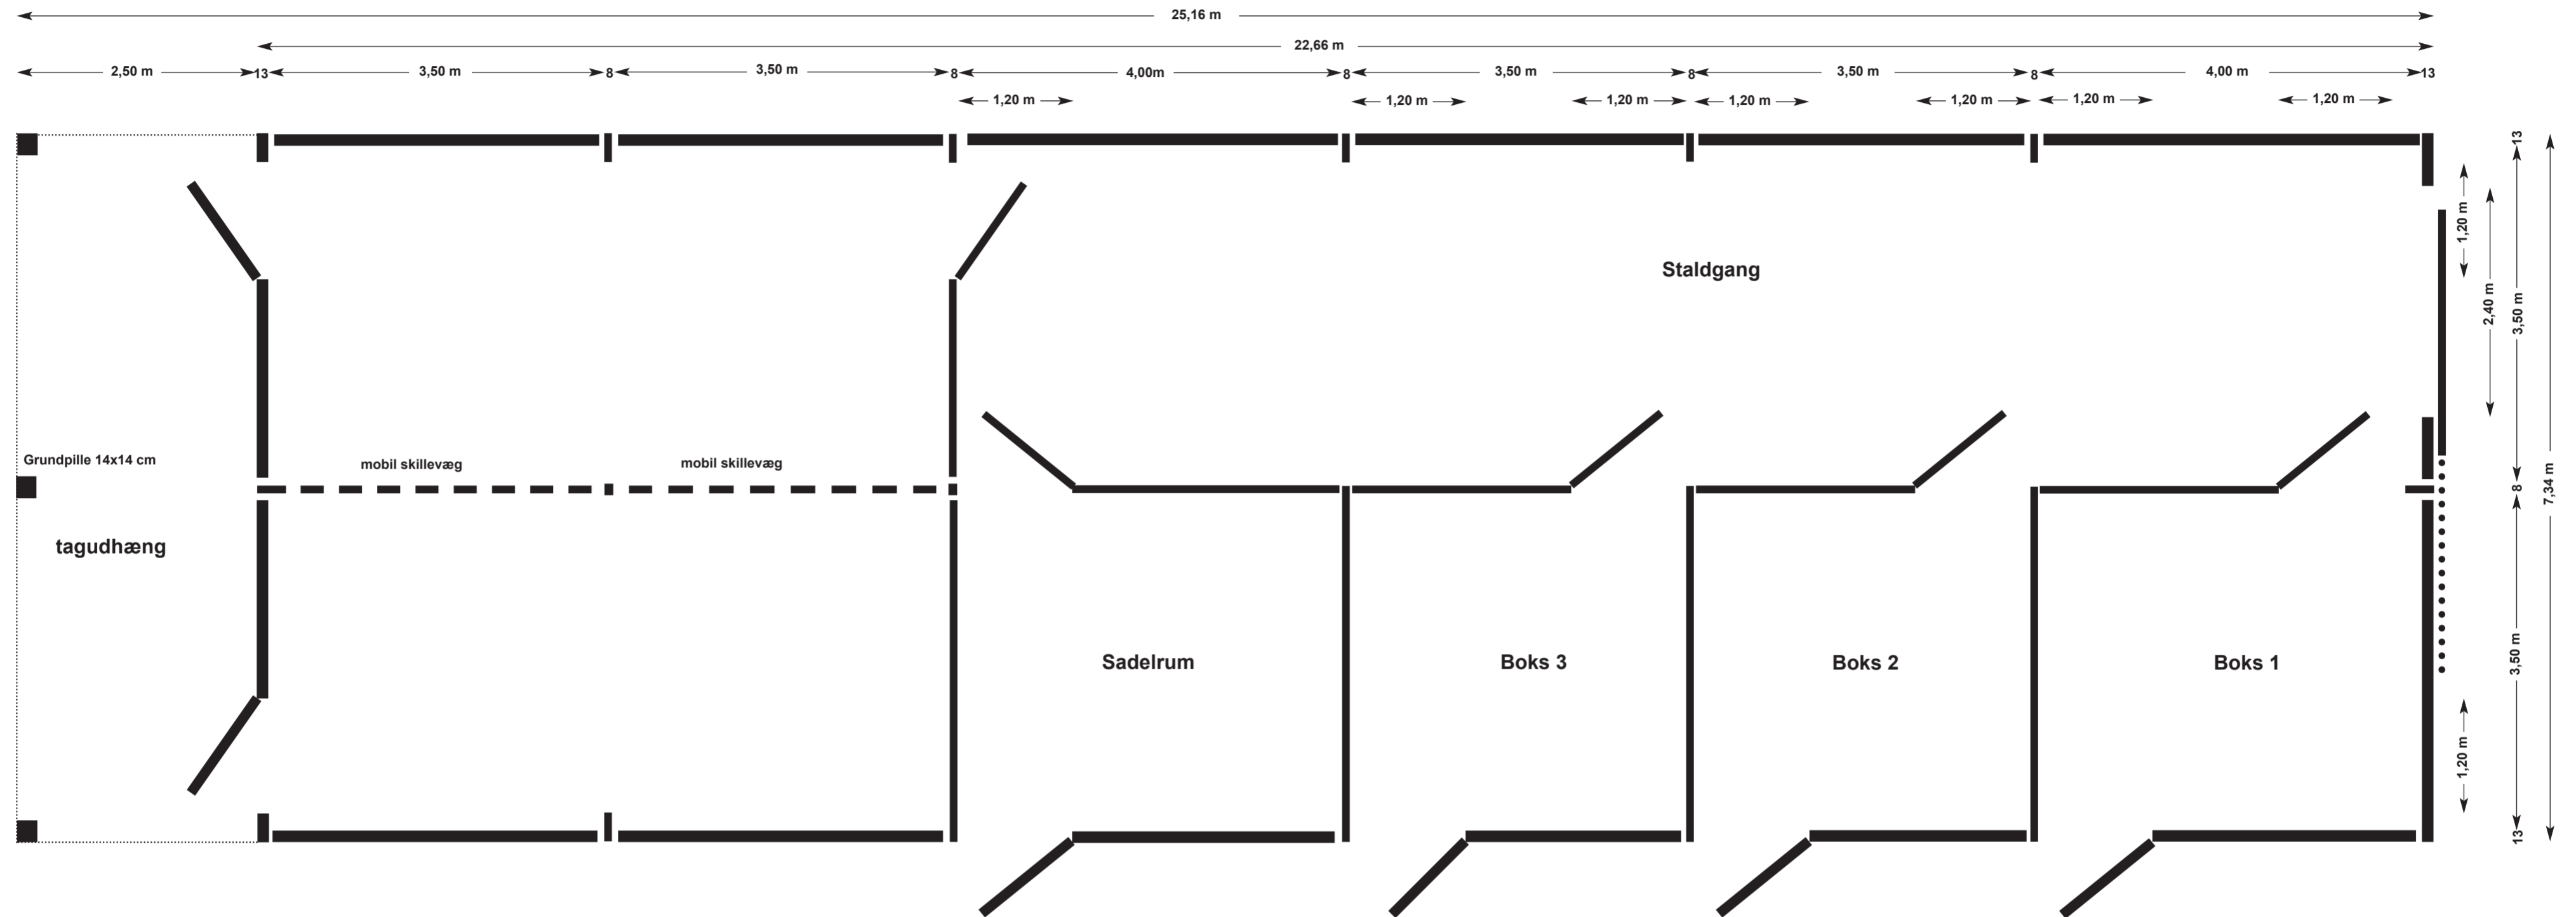 25,16 m
22,66 m
2,50 m 13 3,50 m 8 3,50 m 8 4,00m 8 3,50 m 8 3,50 m 8 4,00 m 13
1,20 m 1,20 m 1,20 m 1,20 m 1,20 m 1,20 m 1,20 m
13
1,20 m
2,40 m
3,50 m
Staldgang
Grundpille 14x14 cm
mobil skillevæg
mobil skillevæg
8
7,34 m
tagudhæng
Sadelrum
Boks 3
Boks 2
Boks 1
3,50 m
1,20 m
13